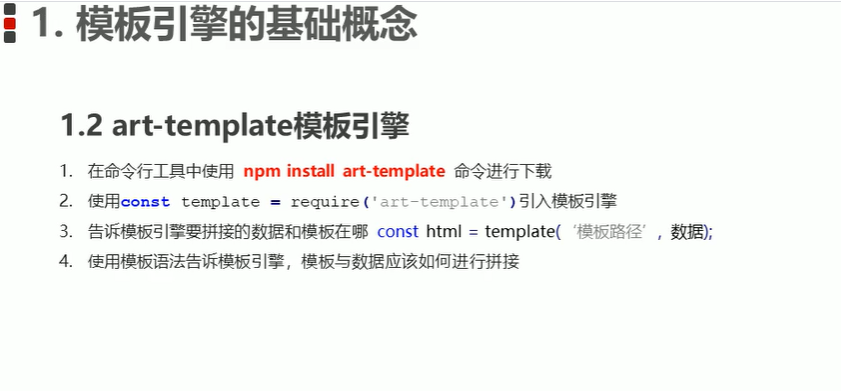 1. 模板引擎的基础概念
1.2 art-template模板引擎
1. 在命令行工具中使用 npm install art-template 命令进行下载
2. 使用const template = require('art-template')引入模板引擎
3. 告诉模板引擎要拼接的数据和模板在哪 const html = template(‘模板路径’, 数据);
4. 使用模板语法告诉模板引擎，模板与数据应该如何进行拼接